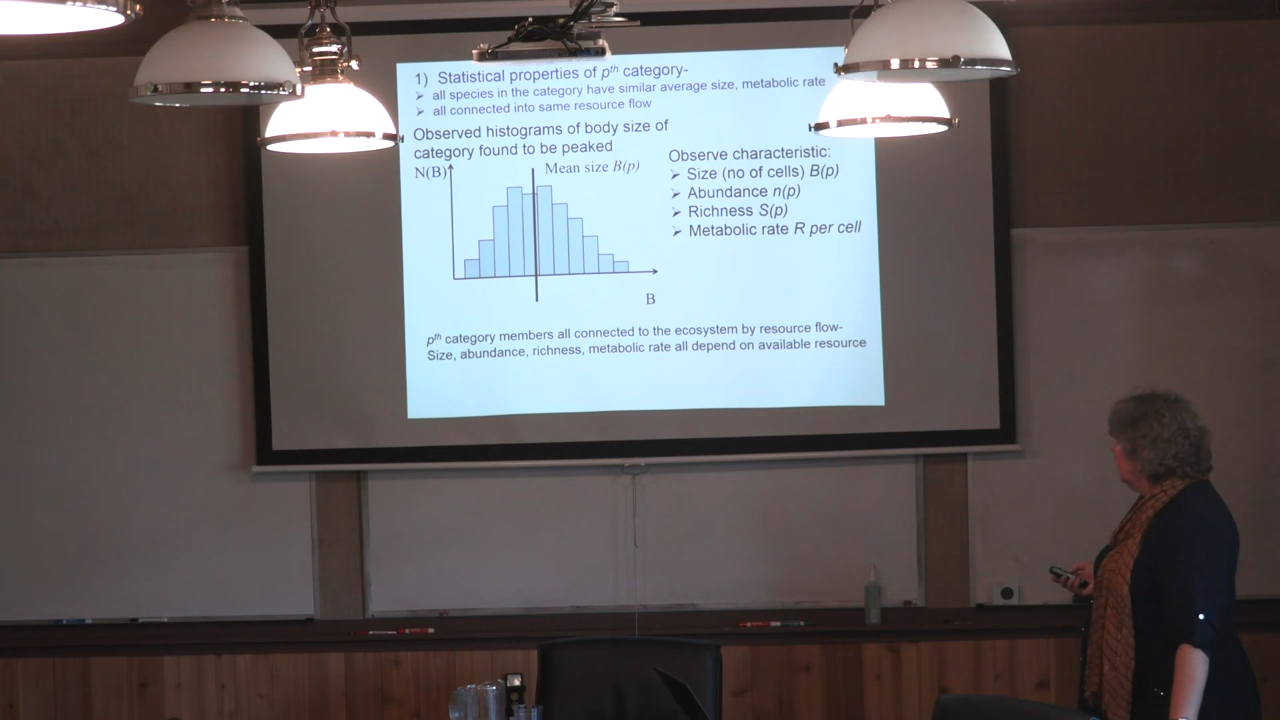 1) Statistical properties of pth category-
➢ all species in the category have similar average size, metabolic rate
➢ all connected into same resource flow
Observed histograms of body size of
category found to be peaked
N(B)
Mean size B(p)
B
Observe characteristic:
➢ Size (no of cells) B(p)
➢ Abundance n(p)
➢ Richness S(p)
➢ Metabolic rate R per cell
pth category members all connected to the ecosystem by resource flow-
Size, abundance, richness, metabolic rate all depend on available resource